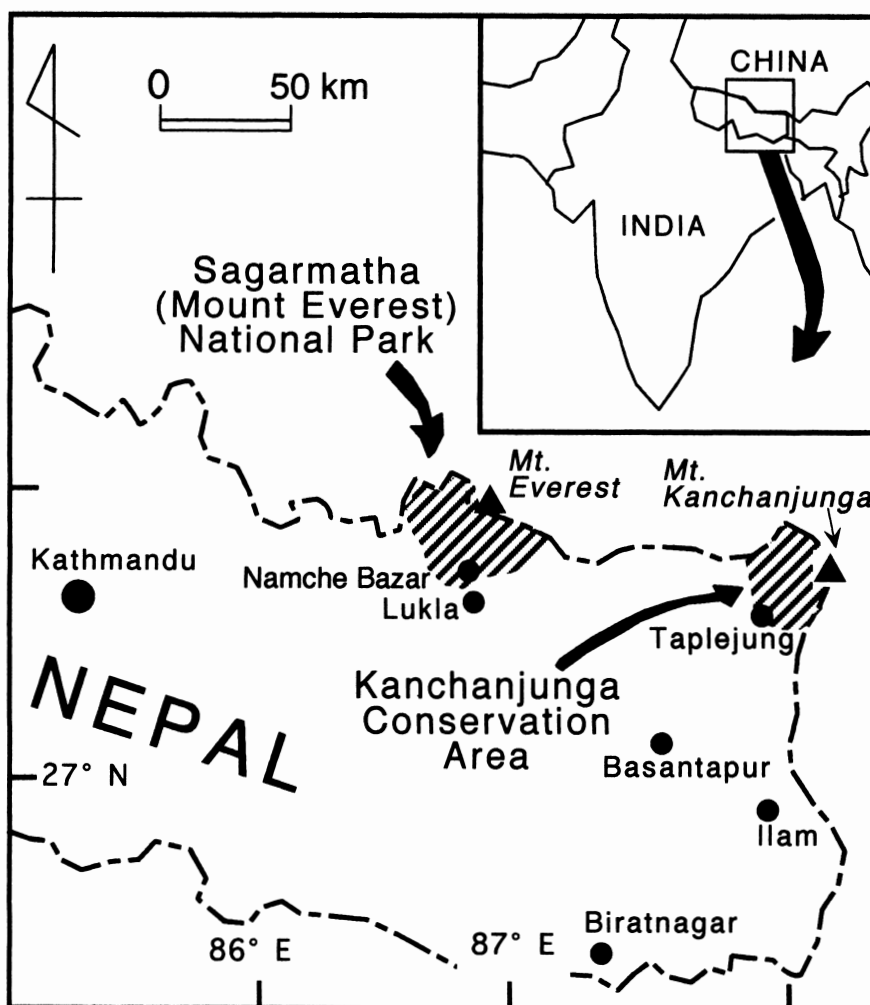 0 50 km
CHINA
INDIA
Sagarmatha
(Mount Everest)
National Park
Mt.
Everest
Mt.
Kanchanjunga
Kathmandu
Namche Bazar
Lukla
Taplejung
Kanchanjunga
Conservation
Area
NEPAL
Basantapur
27° N
Ilam
Biratnagar
86° E
87° E